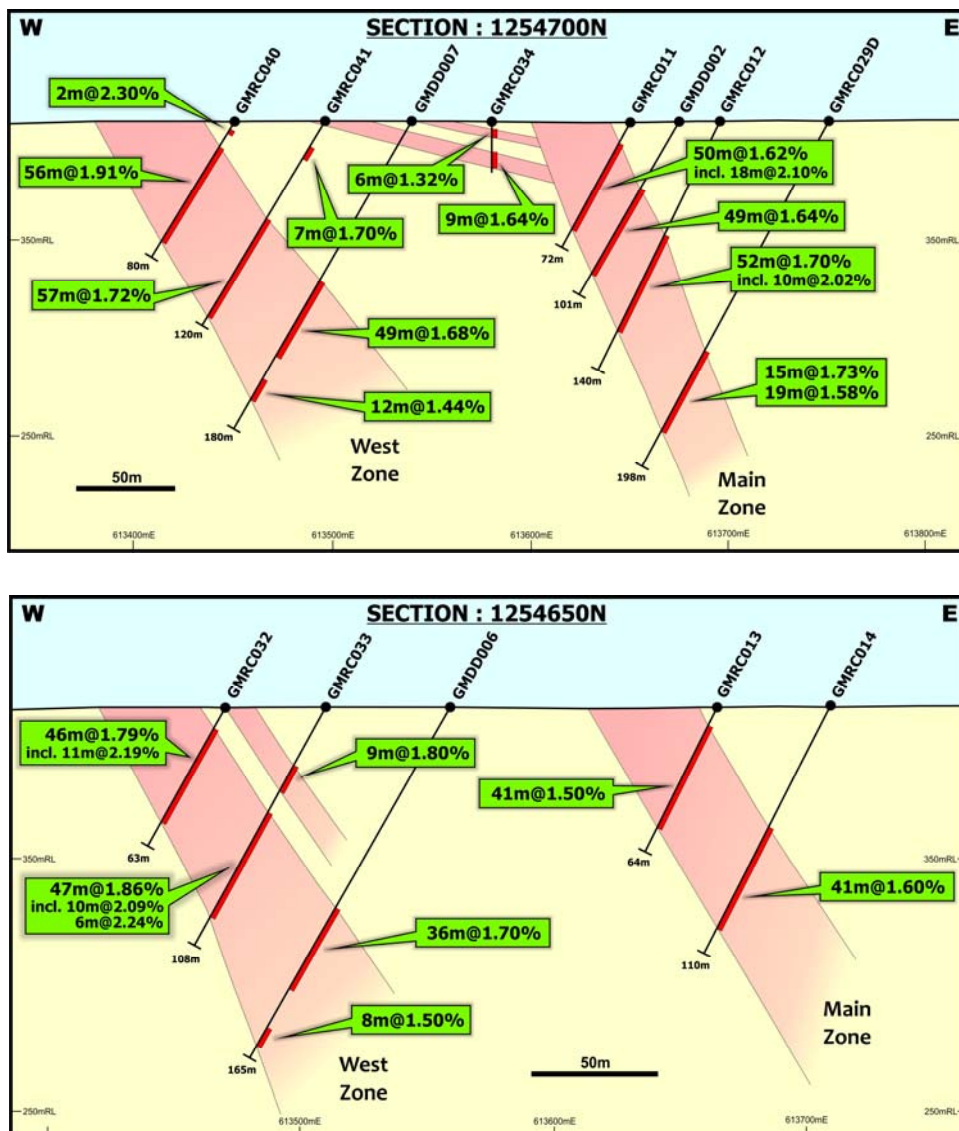 W
SECTION : 1254700N
E
GMRC040
GMRC041
GMDD007
GMRC034
GMRC011
GMDD002
GMRC012
GMRC029D
2m@2.30%
56m@1.91%
57m@1.72%
7m@1.70%
6m@1.32%
9m@1.64%
50m@1.62%
incl. 18m@2.10%
49m@1.64%
52m@1.70%
incl. 10m@2.02%
49m@1.68%
12m@1.44%
15m@1.73%
19m@1.58%
350mRL
350mRL
80m
120m
180m
72m
101m
140m
198m
250mRL
250mRL
West
Zone
Main
Zone
50m
613400mE
613500mE
613600mE
613700mE
613800mE
W
SECTION : 1254650N
E
GMRC032
GMRC033
GMDD006
GMRC013
GMRC014
46m@1.79%
incl. 11m@2.19%
9m@1.80%
41m@1.50%
47m@1.86%
incl. 10m@2.09%
6m@2.24%
36m@1.70%
41m@1.60%
8m@1.50%
350mRL
350mRL
63m
108m
165m
64m
110m
West
Zone
Main
Zone
50m
250mRL
250mRL
613500mE
613600mE
613700mE